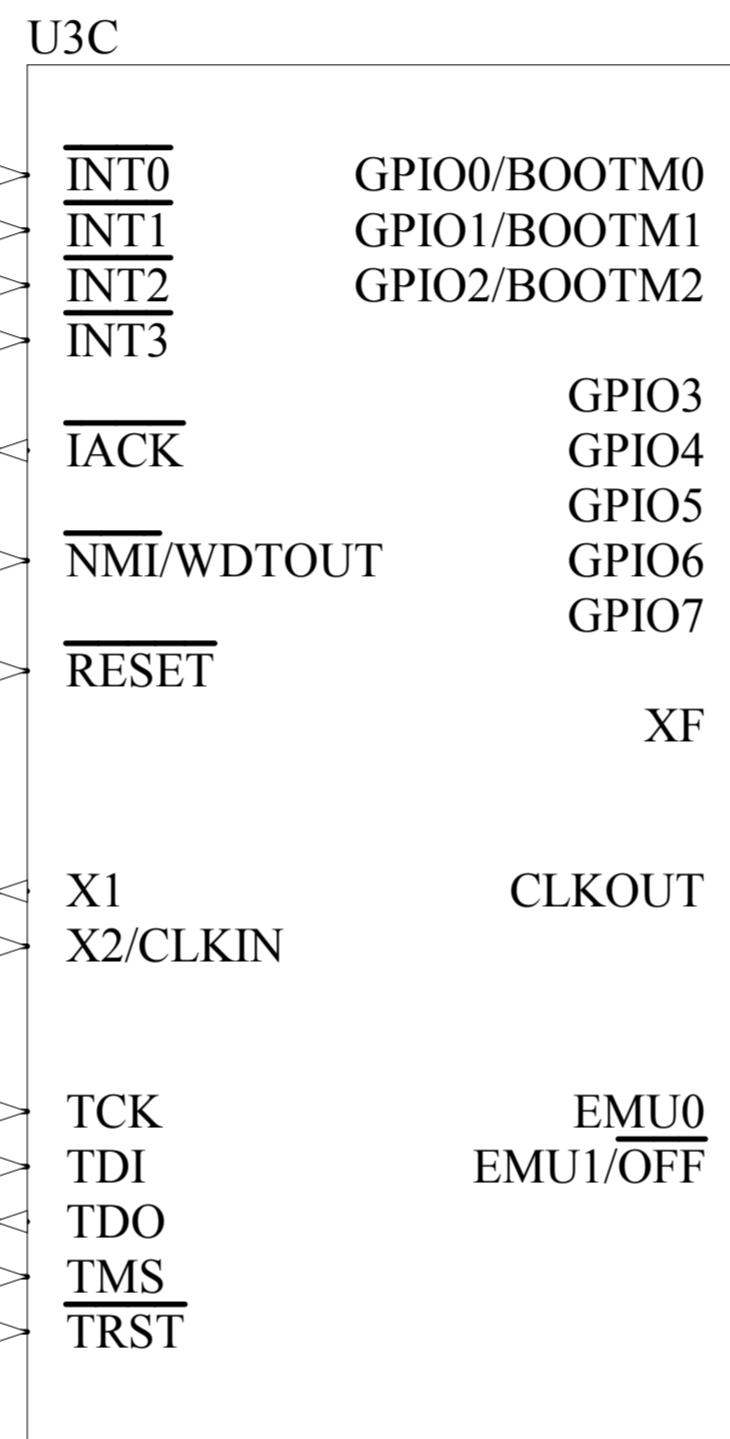 U3C
INT0 GPIO0/BOOTM0
INT1 GPIO1/BOOTM1
INT2 GPIO2/BOOTM2
INT3
GPIO3
IACK GPIO4
GPIO5
NMI/WDTOUT GPIO6
GPIO7
RESET
XF
X1 CLKOUT
X2/CLKIN
TCK EMU0
TDI EMU1/OFF
TDO
TMS
TRST